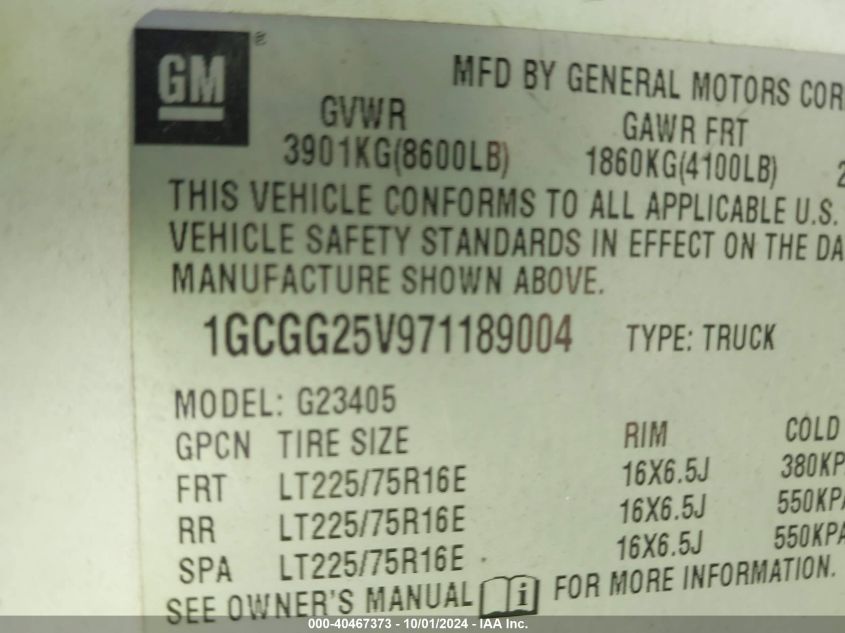 GM
MFD BY GENERAL MOTORS COR
GVWR GAWR FRT
3901KG(8600LB) 1860KG(4100LB) 2
THIS VEHICLE CONFORMS TO ALL APPLICABLE U.S.
VEHICLE SAFETY STANDARDS IN EFFECT ON THE DA
MANUFACTURE SHOWN ABOVE.
1GCGG25V971189004 TYPE: TRUCK
MODEL: G23405
GPCN TIRE SIZE RIM COLD
FRT LT225/75R16E 16X6.5J 380KP
RR LT225/75R16E 16X6.5J 550KPA
SPA LT225/75R16E 16X6.5J 550KPA
SEE OWNER'S MANUAL i FOR MORE INFORMATION.
000-40467373 - 10/01/2024 - IAA Inc.